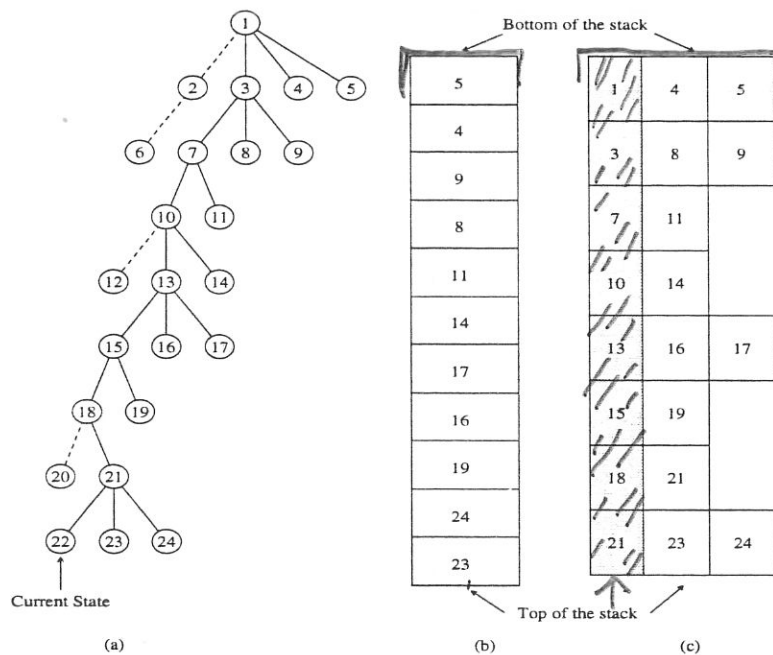 Bottom of the stack
1
2 3 4 5
6 7 8 9
10 11
12 13 14
15 16 17
18 19
20 21
22 23 24
Current State
(a)
5
4
9
8
11
14
17
16
19
24
23
Top of the stack
(b)
1 4 5
3 8 9
7 11
10 14
13 16 17
15 19
18 21
21 23 24
(c)